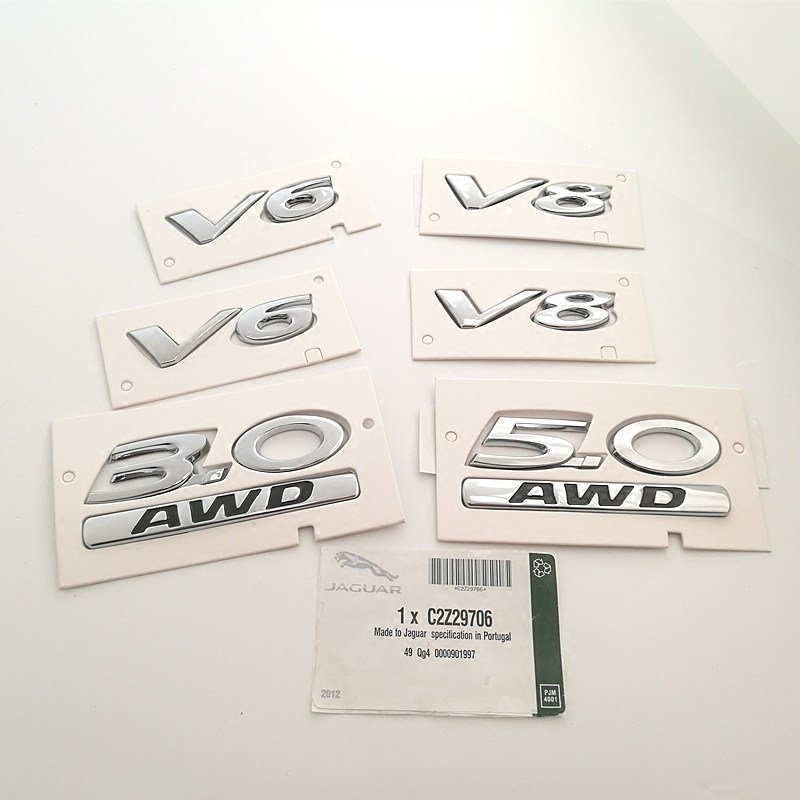 V6
V8
V6
V8
3.0
AWD
5.0
AWD
JAGUAR
*C2Z29706*
1 x C2Z29706
Made to Jaguar specification in Portugal
49 Qg4 0000901997
2012
PJM
4001